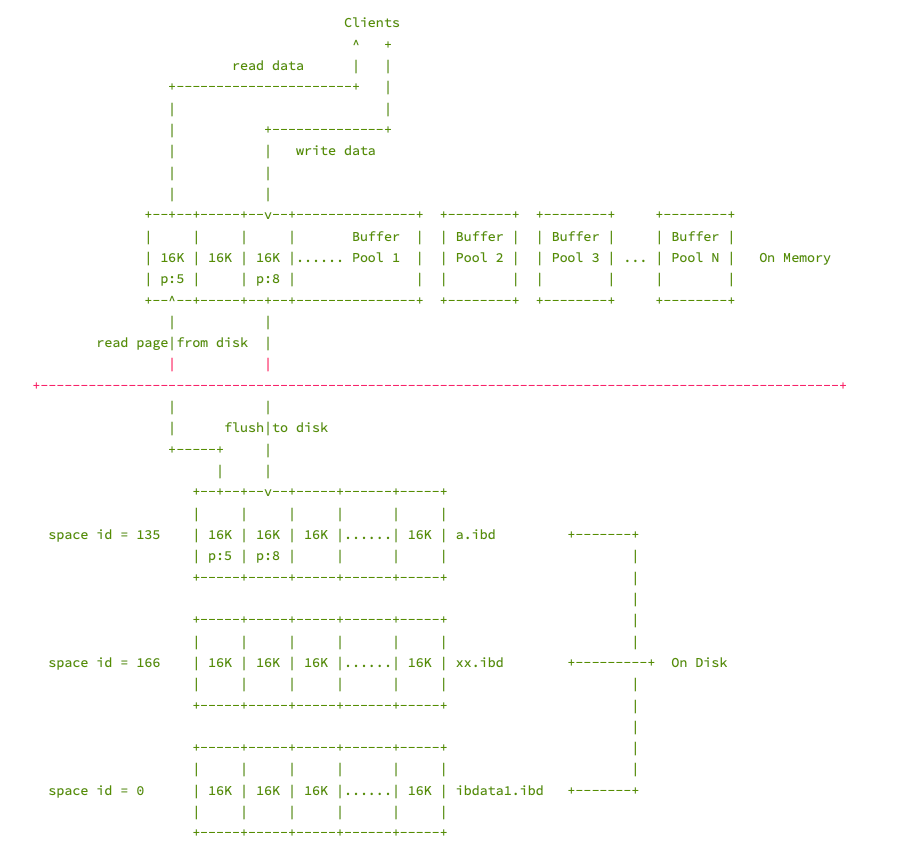 Clients
read data
write data
Buffer Buffer Buffer Buffer
16K 16K 16K ...... Pool 1 Pool 2 Pool 3 ... Pool N On Memory
p:5 p:8
read page from disk
flush to disk
space id = 135 16K 16K 16K ...... 16K a.ibd
p:5 p:8
space id = 166 16K 16K 16K ...... 16K xx.ibd On Disk
space id = 0 16K 16K 16K ...... 16K ibdata1.ibd